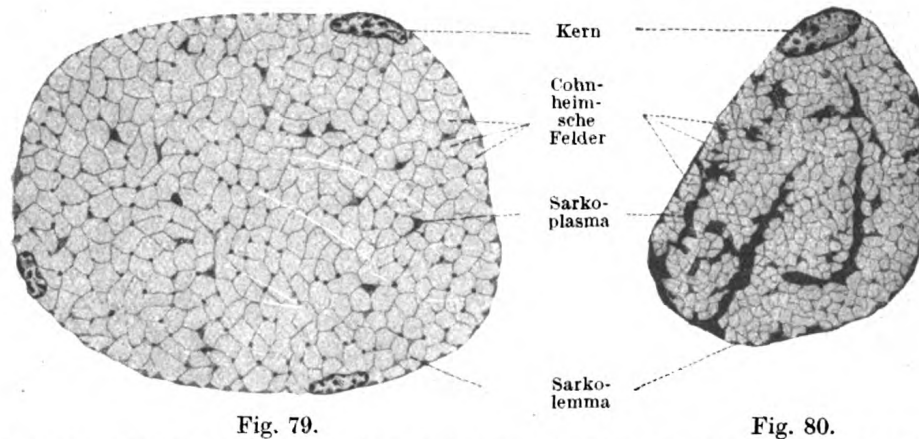 Kern
Cohn-
heim-
sche
Felder
Sarko-
plasma
Sarko-
lemma
Fig. 79.
Fig. 80.